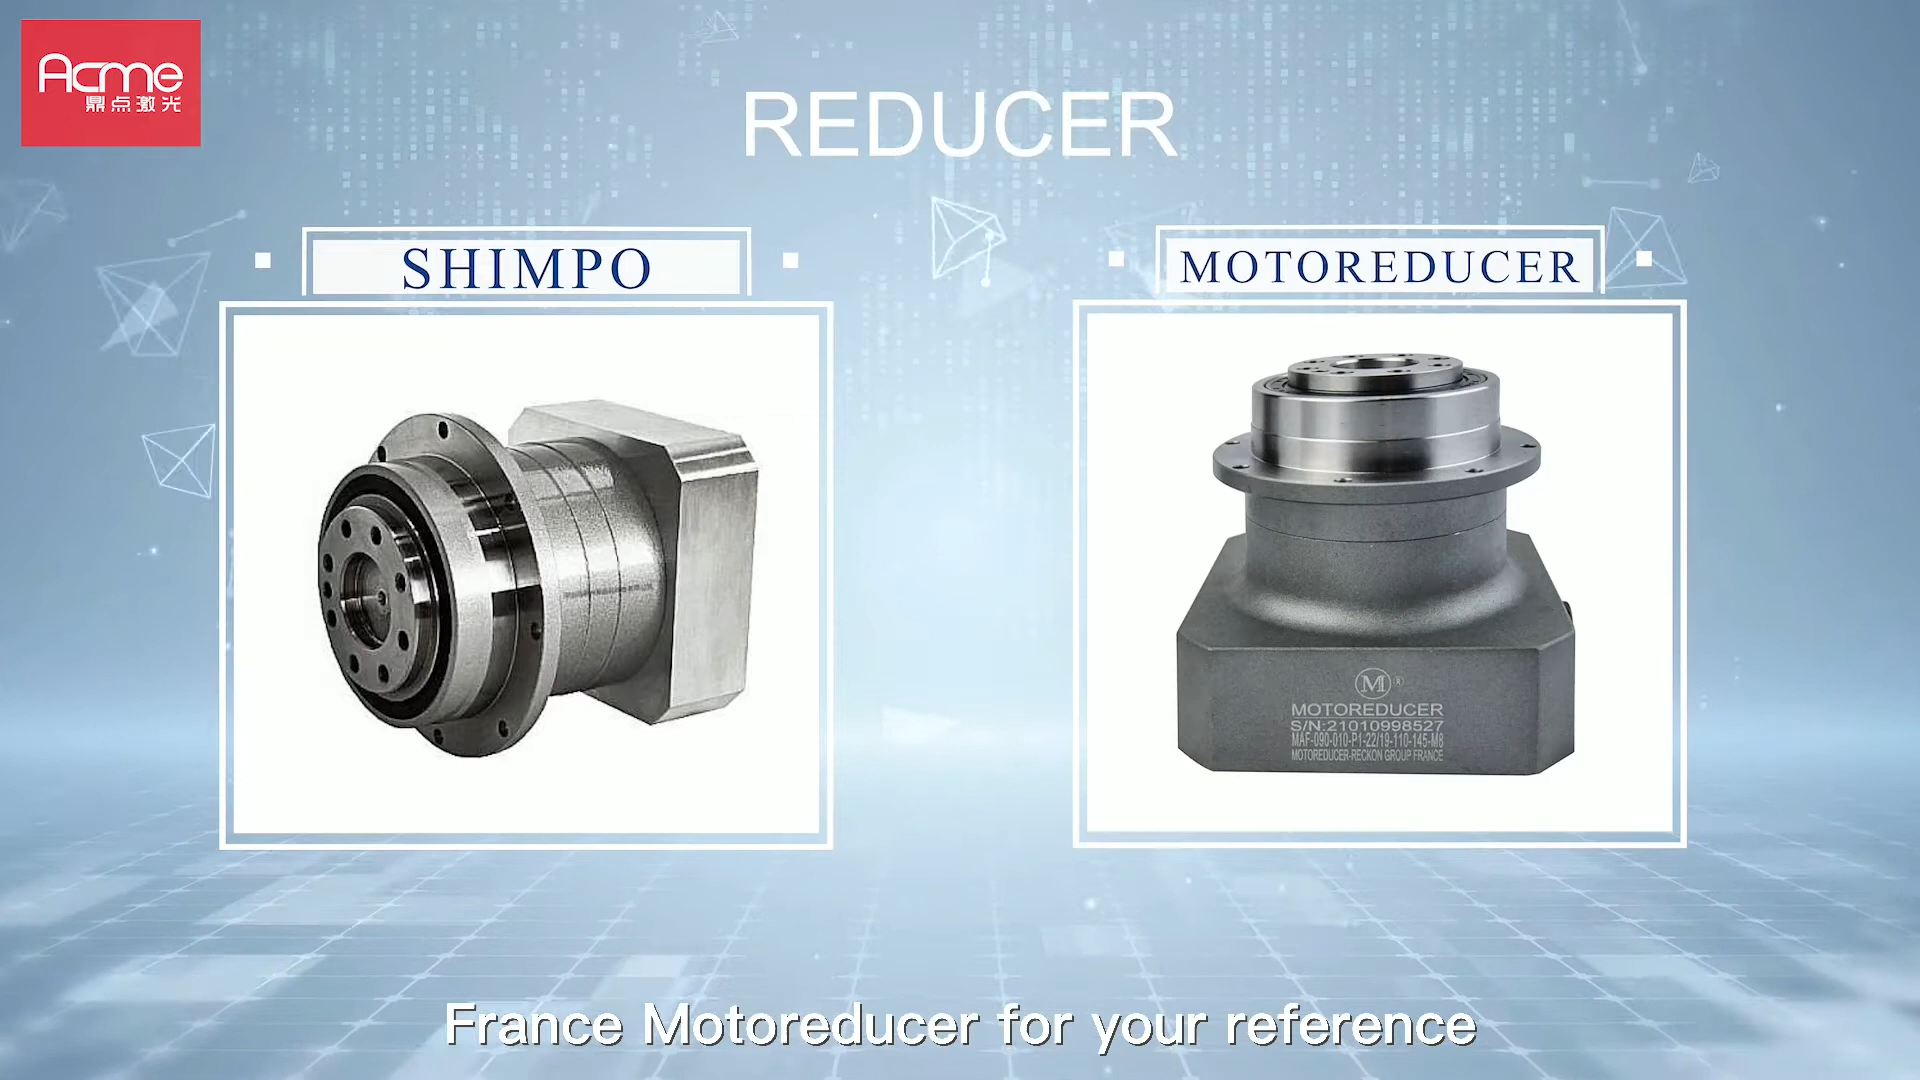 Acme
鼎点激光
REDUCER
SHIMPO
MOTOREDUCER
M®
MOTOREDUCER
S/N:21010998527
MAF-090-010-P1-22/19-110-145-M8
MOTOREDUCER-RECKON GROUP FRANCE
France Motoreducer for your reference